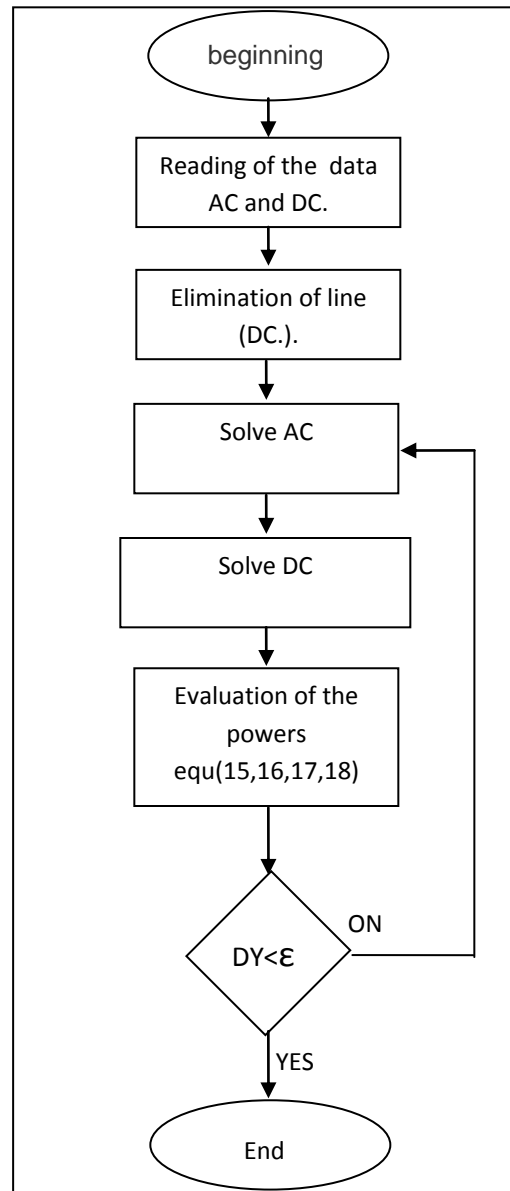 beginning
Reading of the data
AC and DC.
Elimination of line
(DC.).
Solve AC
Solve DC
Evaluation of the
powers
equ(15,16,17,18)
DY<ε
ON
YES
End